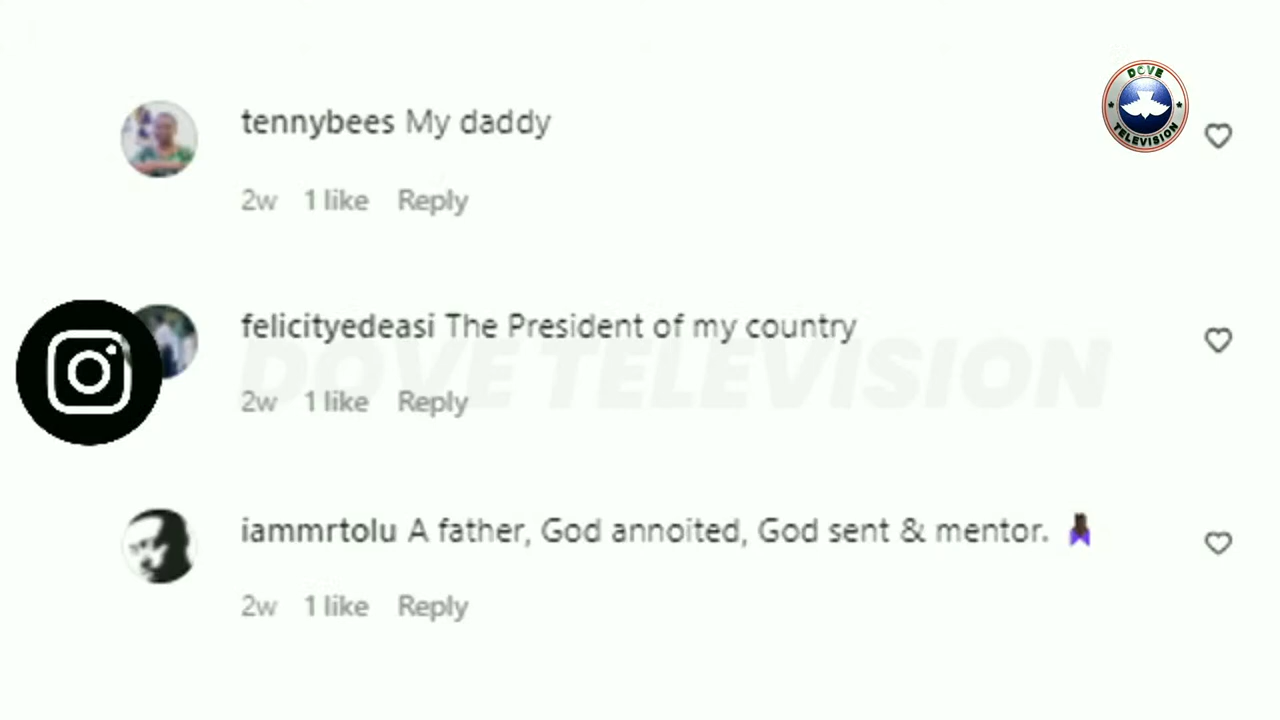 DOVE
TELEVISION
tennybees My daddy
2w 1 like Reply
felicityedeasi The President of my country
DOVE TELEVISION
2w 1 like Reply
iammrtolu A father, God annoited, God sent & mentor.
2w 1 like Reply